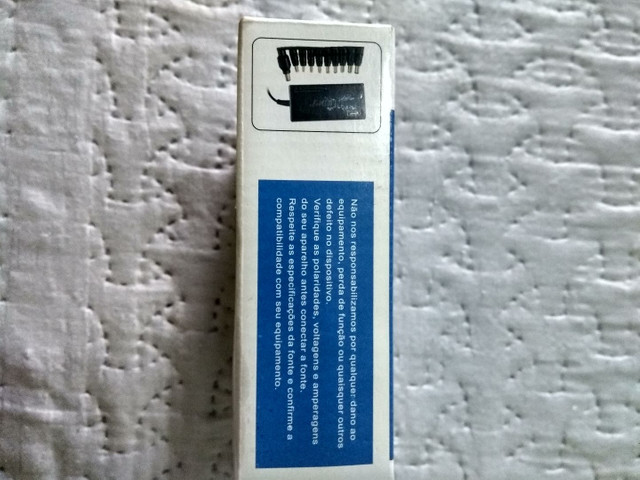 Não nos responsabilizamos por qualquer dano ao
equipamento, perda de função ou quaisquer outros
defeito no dispositivo.
Verifique as polaridades, voltagens e amperagens
do seu aparelho antes conectar a fonte.
Respeite as especificações da fonte e confirme a
compatibilidade com seu equipamento.